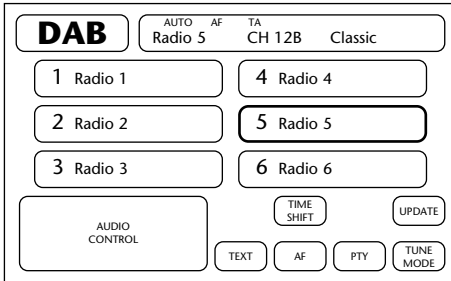 DAB
AUTO AF TA
Radio 5 CH 12B Classic
1 Radio 1
4 Radio 4
2 Radio 2
5 Radio 5
3 Radio 3
6 Radio 6
AUDIO
CONTROL
TIME
SHIFT
UPDATE
TEXT
AF
PTY
TUNE
MODE